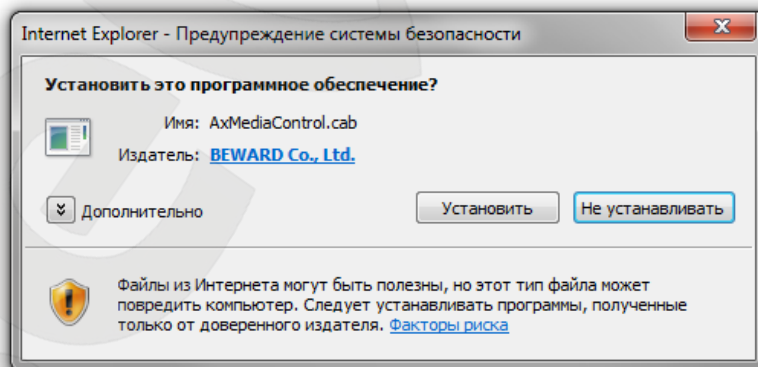 Internet Explorer - Предупреждение системы безопасности
Установить это программное обеспечение?
Имя: AxMediaControl.cab
Издатель: BEWARD Co., Ltd.
Дополнительно
Установить
Не устанавливать
Файлы из Интернета могут быть полезны, но этот тип файла может
повредить компьютер. Следует устанавливать программы, полученные
только от доверенного издателя. Факторы риска